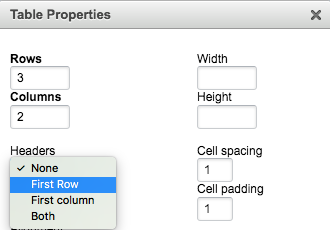 Table Properties
Rows
3
Columns
2
Width
Height
Headers
✓ None
First Row
First column
Both
Cell spacing
1
Cell padding
1